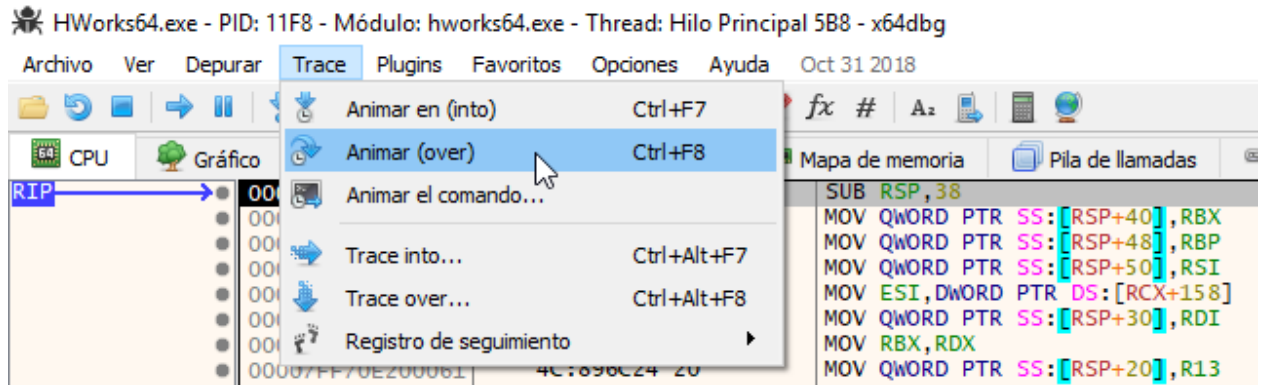 HWorks64.exe - PID: 11F8 - Módulo: hworks64.exe - Thread: Hilo Principal 5B8 - x64dbg
Archivo Ver Depurar Trace Plugins Favoritos Opciones Ayuda Oct 31 2018
Animar en (into) Ctrl+F7 fx # A₂
64 CPU Gráfico Animar (over) Ctrl+F8 Mapa de memoria Pila de llamadas
RIP Animar el comando... SUB RSP,38
MOV QWORD PTR SS:[RSP+40],RBX
MOV QWORD PTR SS:[RSP+48],RBP
Trace into... Ctrl+Alt+F7 MOV QWORD PTR SS:[RSP+50],RSI
MOV ESI,DWORD PTR DS:[RCX+158]
Trace over... Ctrl+Alt+F8 MOV QWORD PTR SS:[RSP+30],RDI
Registro de seguimiento MOV RBX,RDX
MOV QWORD PTR SS:[RSP+20],R13